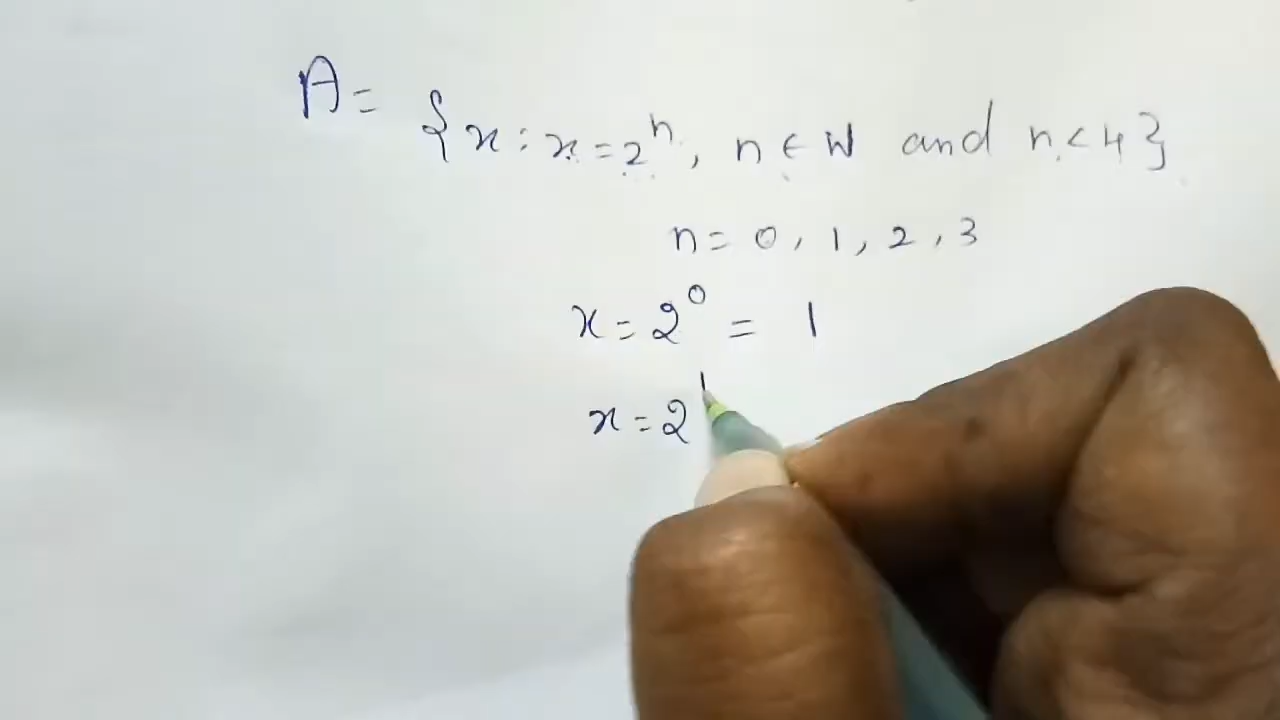 A = {x : x = 2ⁿ, n ∈ W and n < 4}
n = 0, 1, 2, 3
x = 2⁰ = 1
x = 2¹